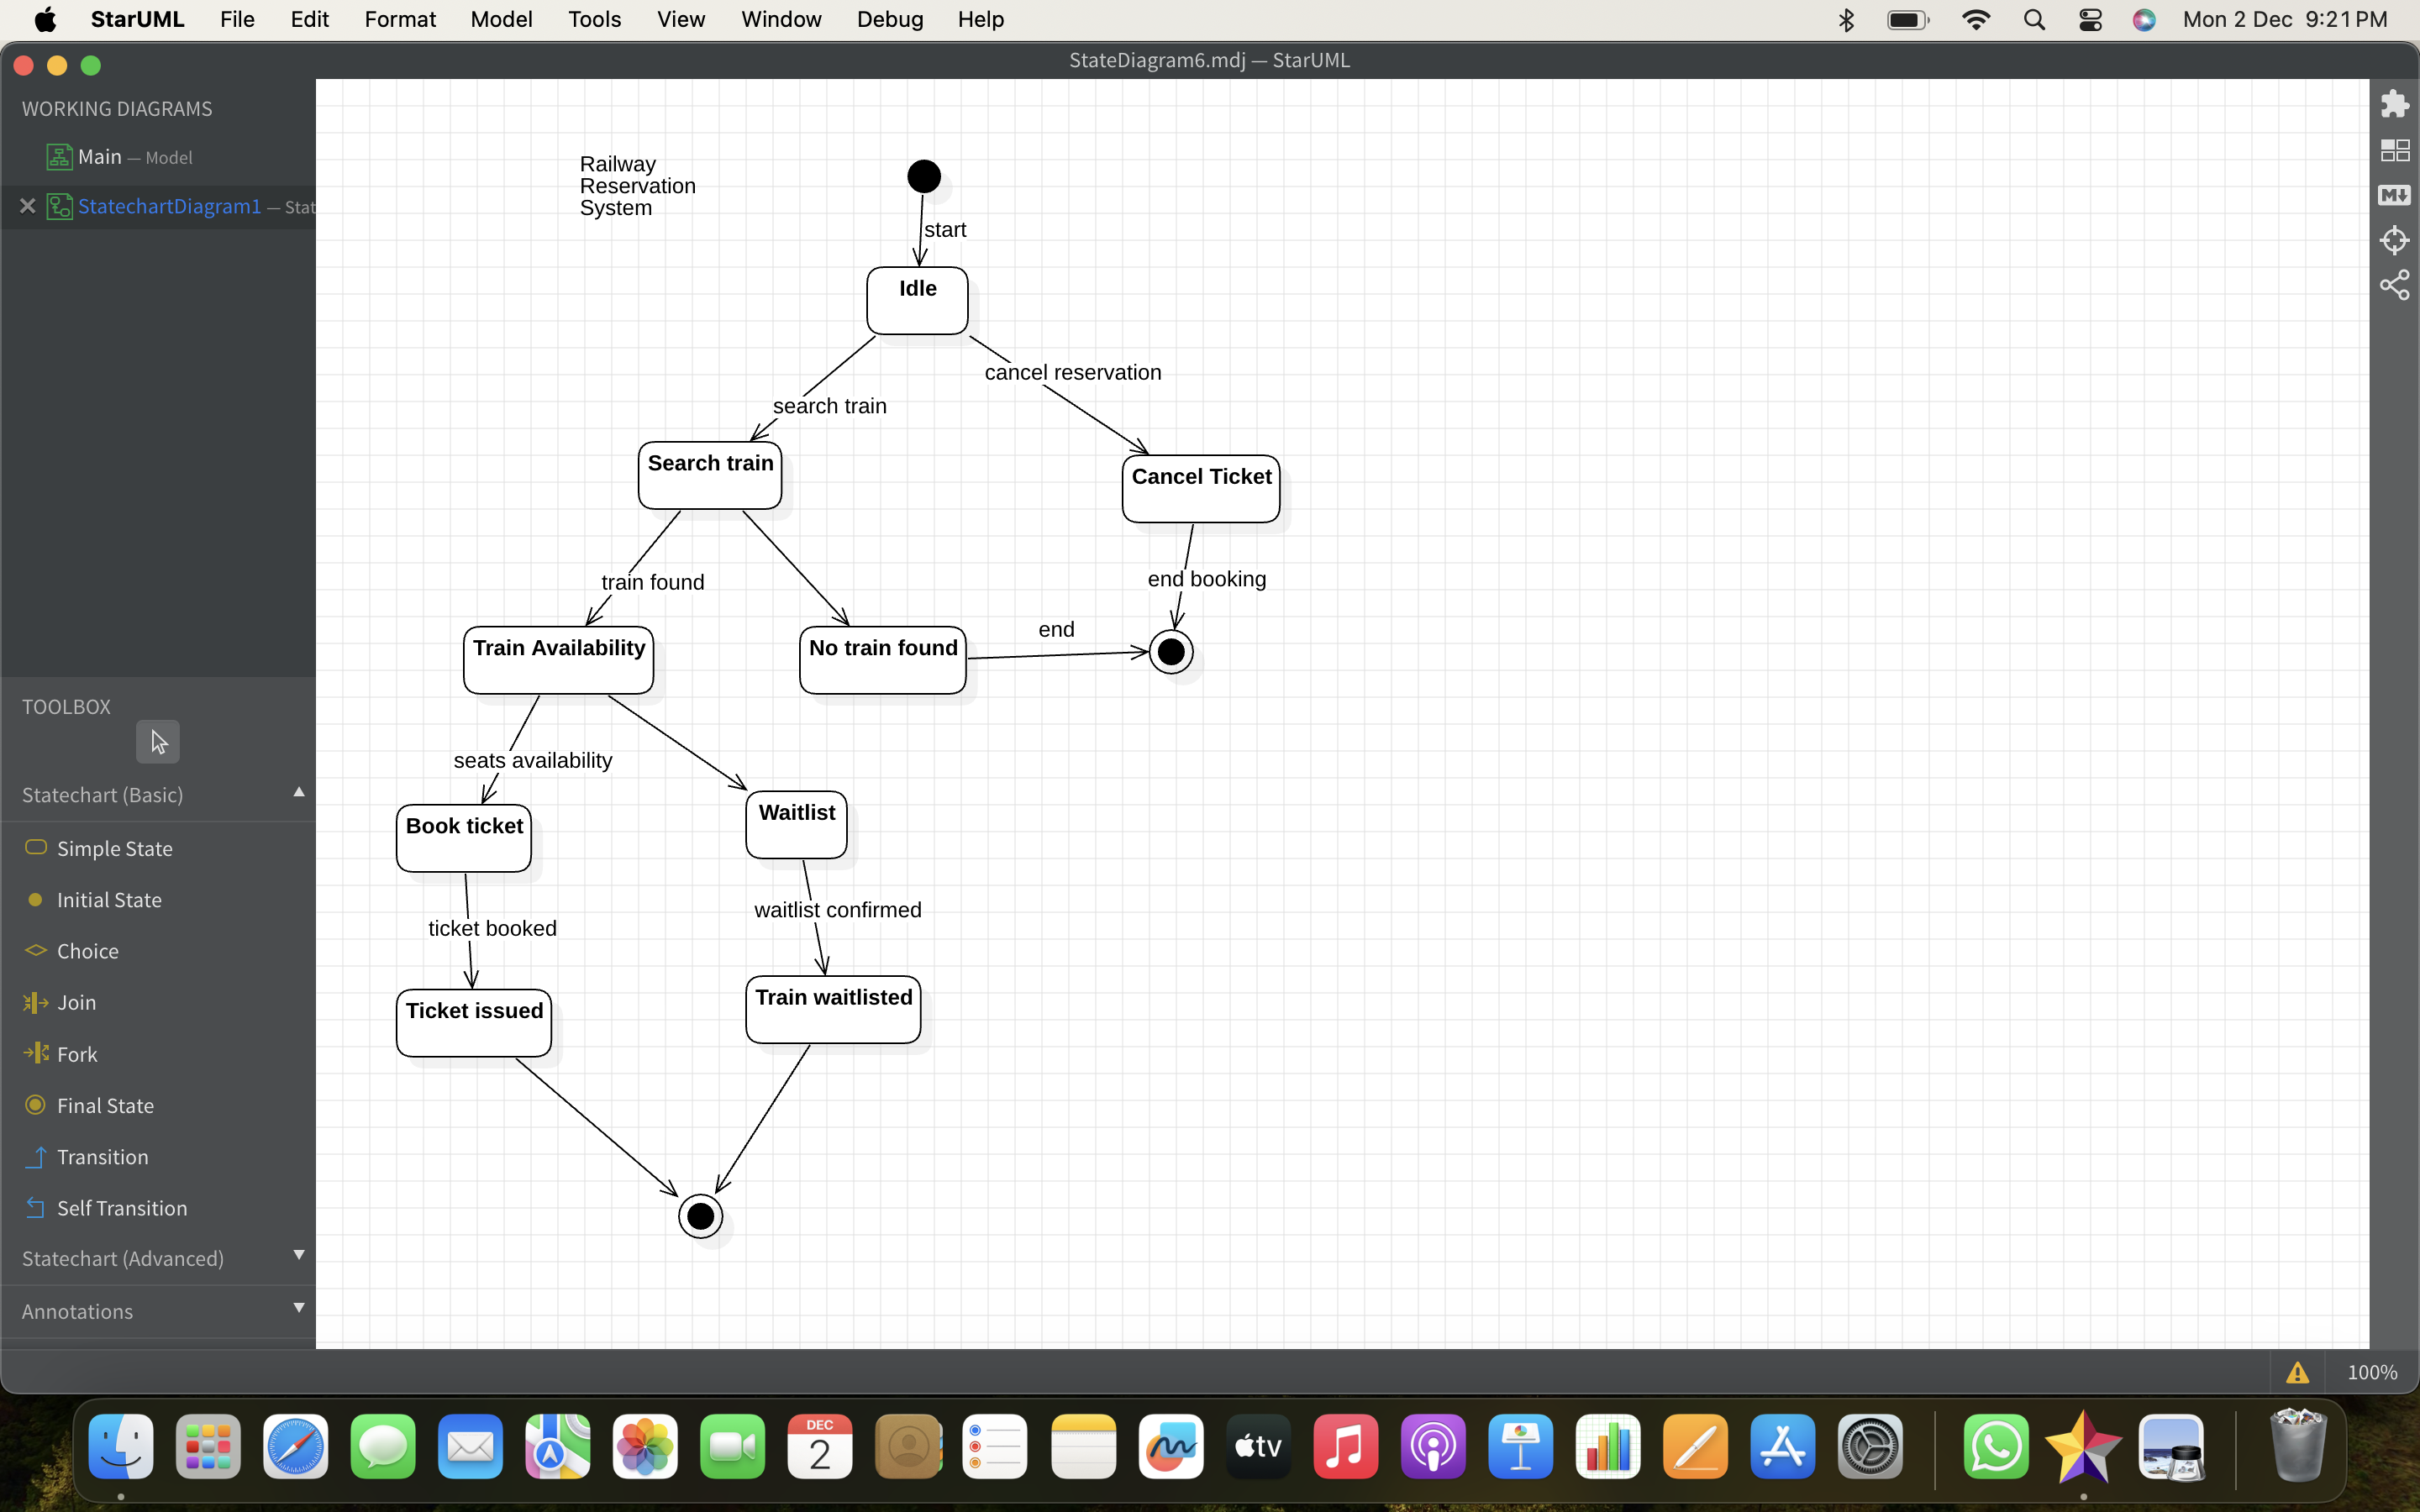 StarUML File Edit Format Model Tools View Window Debug Help Mon 2 Dec 9:21 PM
StateDiagram6.mdj — StarUML
WORKING DIAGRAMS
Main — Model
StatechartDiagram1 — Stat
TOOLBOX
Statechart (Basic)
Simple State
Initial State
Choice
Join
Fork
Final State
Transition
Self Transition
Statechart (Advanced)
Annotations
Railway
Reservation
System
start
Idle
cancel reservation
search train
Search train
Cancel Ticket
train found
end booking
Train Availability
No train found
end
seats availability
Book ticket
Waitlist
ticket booked
waitlist confirmed
Ticket issued
Train waitlisted
M
100%
DEC
2
tv